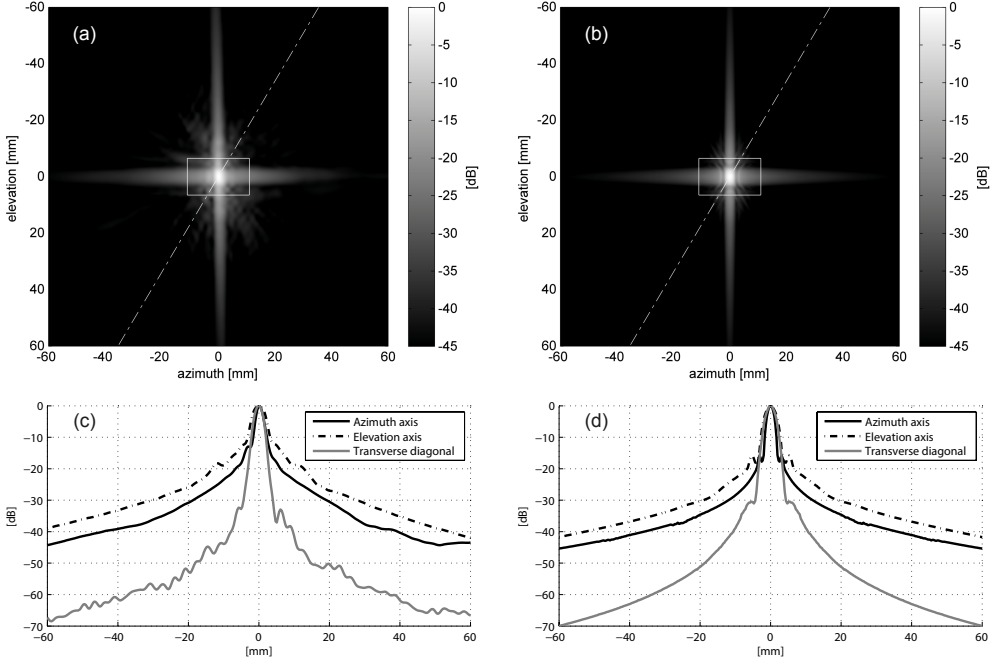 (a)
-60
-40
-20
0
20
40
60
elevation [mm]
-60 -40 -20 0 20 40 60
azimuth [mm]
0
-5
-10
-15
-20
-25
-30
-35
-40
-45
[dB]
(b)
-60
-40
-20
0
20
40
60
elevation [mm]
-60 -40 -20 0 20 40 60
azimuth [mm]
0
-5
-10
-15
-20
-25
-30
-35
-40
-45
[dB]
(c)
0
−10
−20
−30
−40
−50
−60
−70
[dB]
Azimuth axis
Elevation axis
Transverse diagonal
−60 −40 −20 0 20 40 60
[mm]
(d)
0
−10
−20
−30
−40
−50
−60
−70
[dB]
Azimuth axis
Elevation axis
Transverse diagonal
−60 −40 −20 0 20 40 60
[mm]